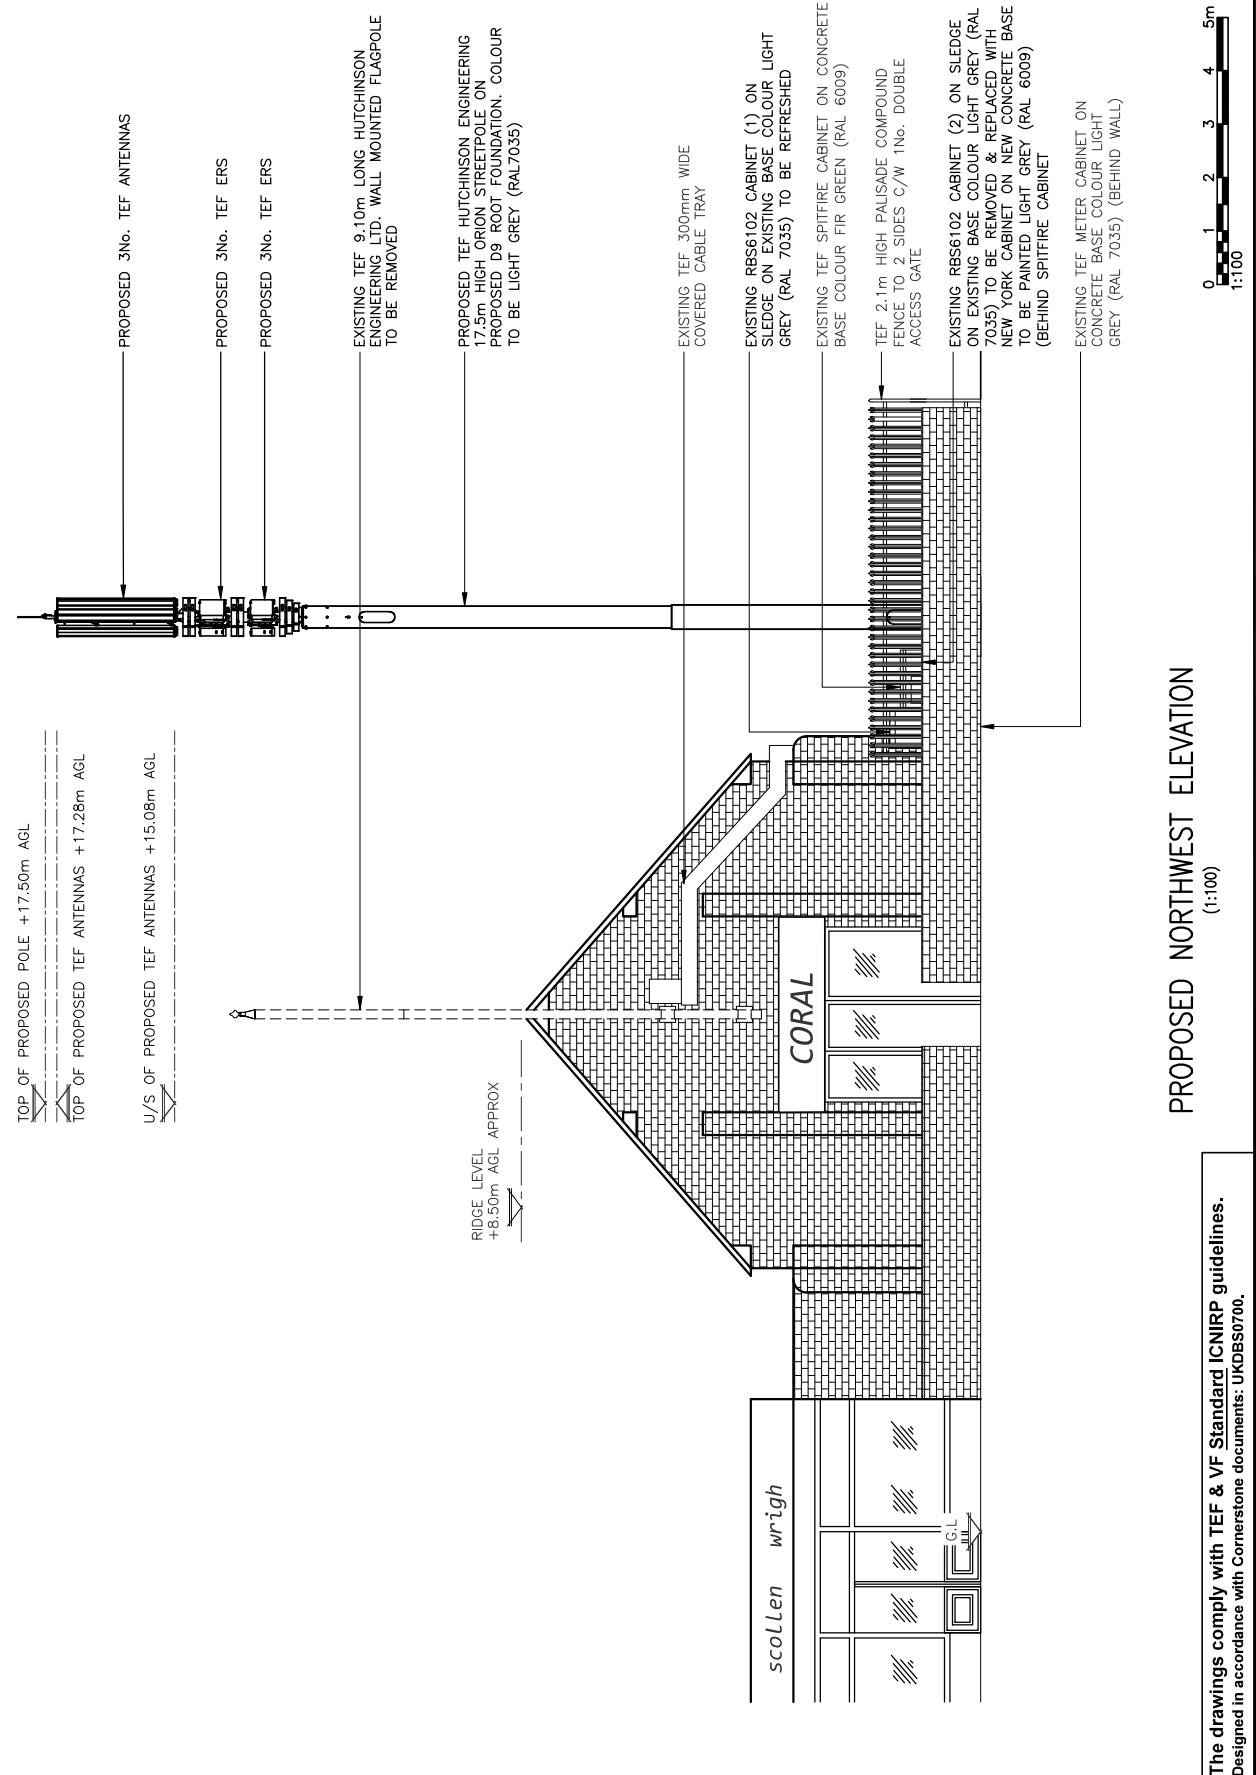 TOP OF PROPOSED POLE +17.50m AGL
TOP OF PROPOSED TEF ANTENNAS +17.28m AGL
U/S OF PROPOSED TEF ANTENNAS +15.08m AGL
RIDGE LEVEL
+8.50m AGL APPROX
PROPOSED 3No. TEF ANTENNAS
PROPOSED 3No. TEF ERS
PROPOSED 3No. TEF ERS
EXISTING TEF 9.10m LONG HUTCHINSON
ENGINEERING LTD. WALL MOUNTED FLAGPOLE
TO BE REMOVED
PROPOSED TEF HUTCHINSON ENGINEERING
17.5m HIGH ORION STREETPOLE ON
PROPOSED D9 ROOT FOUNDATION. COLOUR
TO BE LIGHT GREY (RAL7035)
EXISTING TEF 300mm WIDE
COVERED CABLE TRAY
EXISTING RBS6102 CABINET (1) ON
SLEDGE ON EXISTING BASE COLOUR LIGHT
GREY (RAL 7035) TO BE REFRESHED
EXISTING TEF SPITFIRE CABINET ON CONCRETE
BASE COLOUR FIR GREEN (RAL 6009)
TEF 2.1m HIGH PALISADE COMPOUND
FENCE TO 2 SIDES C/W 1No. DOUBLE
ACCESS GATE
EXISTING RBS6102 CABINET (2) ON SLEDGE
ON EXISTING BASE COLOUR LIGHT GREY (RAL
7035) TO BE REMOVED & REPLACED WITH
NEW YORK CABINET ON NEW CONCRETE BASE
TO BE PAINTED LIGHT GREY (RAL 6009)
(BEHIND SPITFIRE CABINET
EXISTING TEF METER CABINET ON
CONCRETE BASE COLOUR LIGHT
GREY (RAL 7035) (BEHIND WALL)
scollen wrigh
CORAL
G.L
PROPOSED NORTHWEST ELEVATION
(1:100)
The drawings comply with TEF & VF Standard ICNIRP guidelines.
Designed in accordance with Cornerstone documents: UKDBS0700.
0 1 2 3 4 5m
1:100